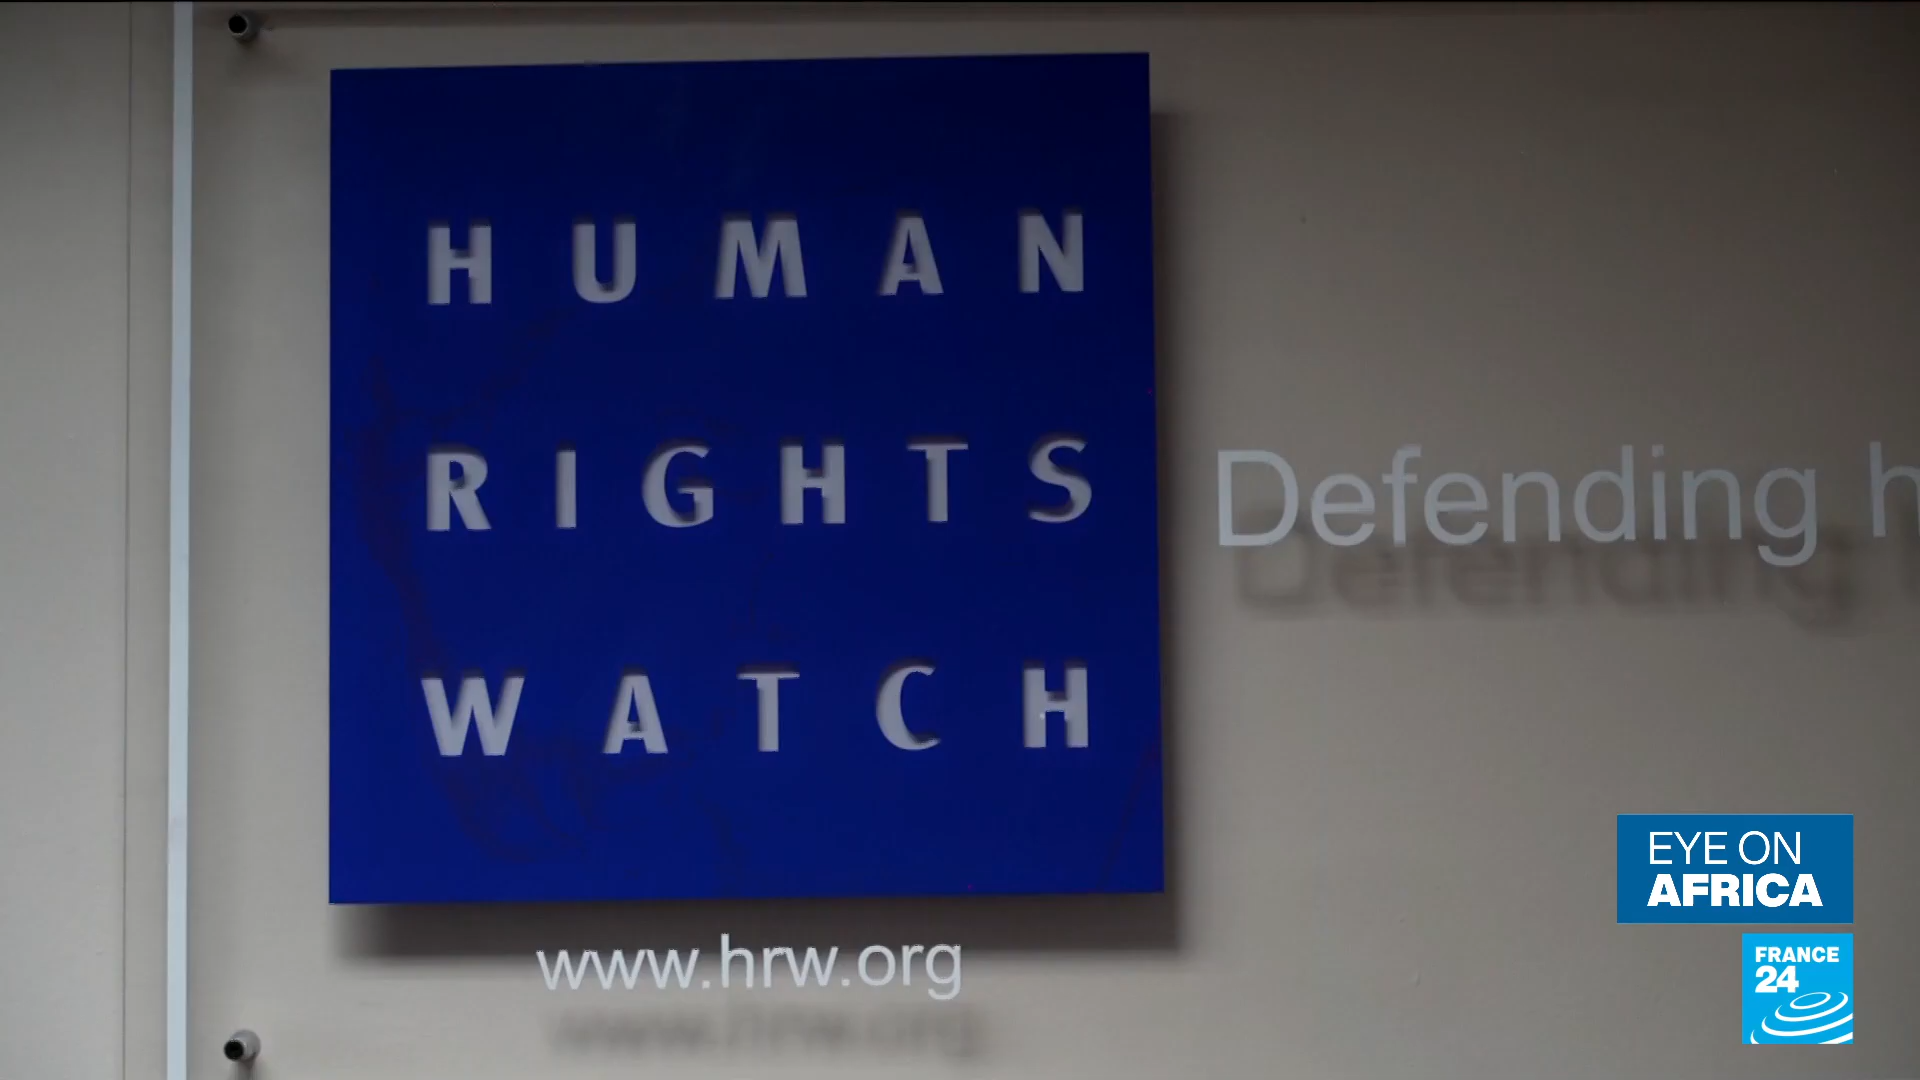 HUMAN
RIGHTS
WATCH
Defending h
www.hrw.org
EYE ON
AFRICA
FRANCE
24